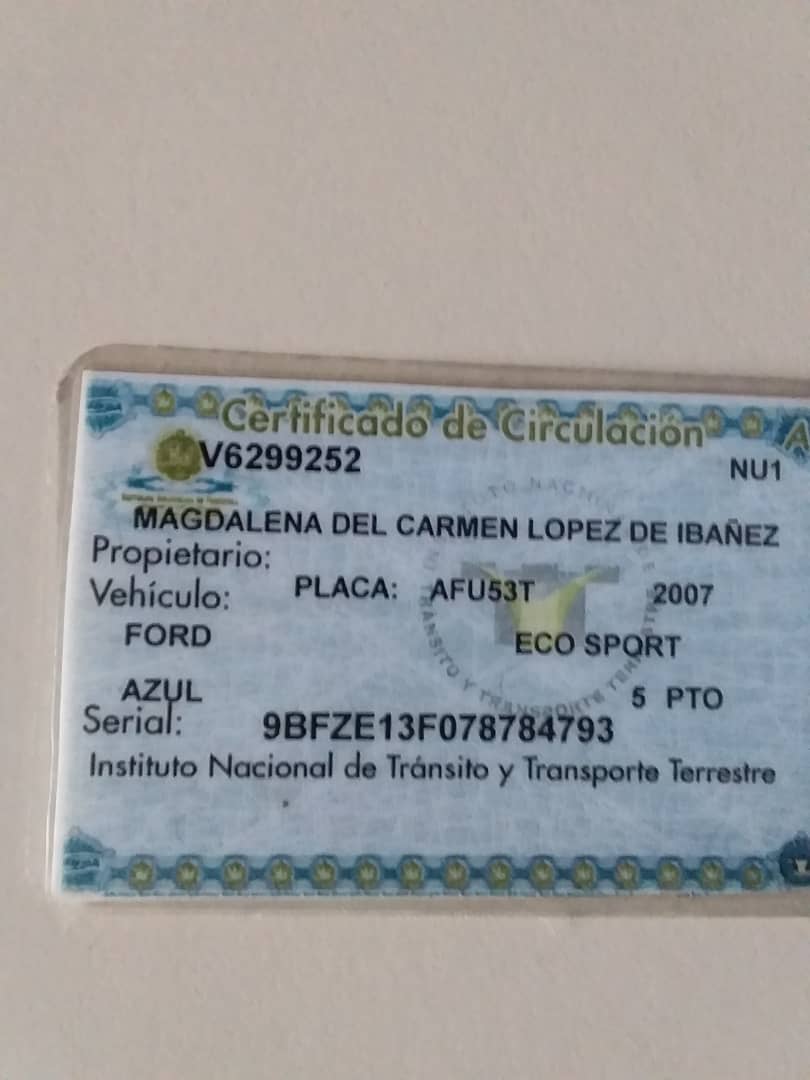 Certificado de Circulación
V6299252
NU1
MAGDALENA DEL CARMEN LOPEZ DE IBAÑEZ
Propietario:
Vehículo: PLACA: AFU53T 2007
FORD ECO SPORT
AZUL 5 PTO
Serial: 9BFZE13F078784793
Instituto Nacional de Tránsito y Transporte Terrestre